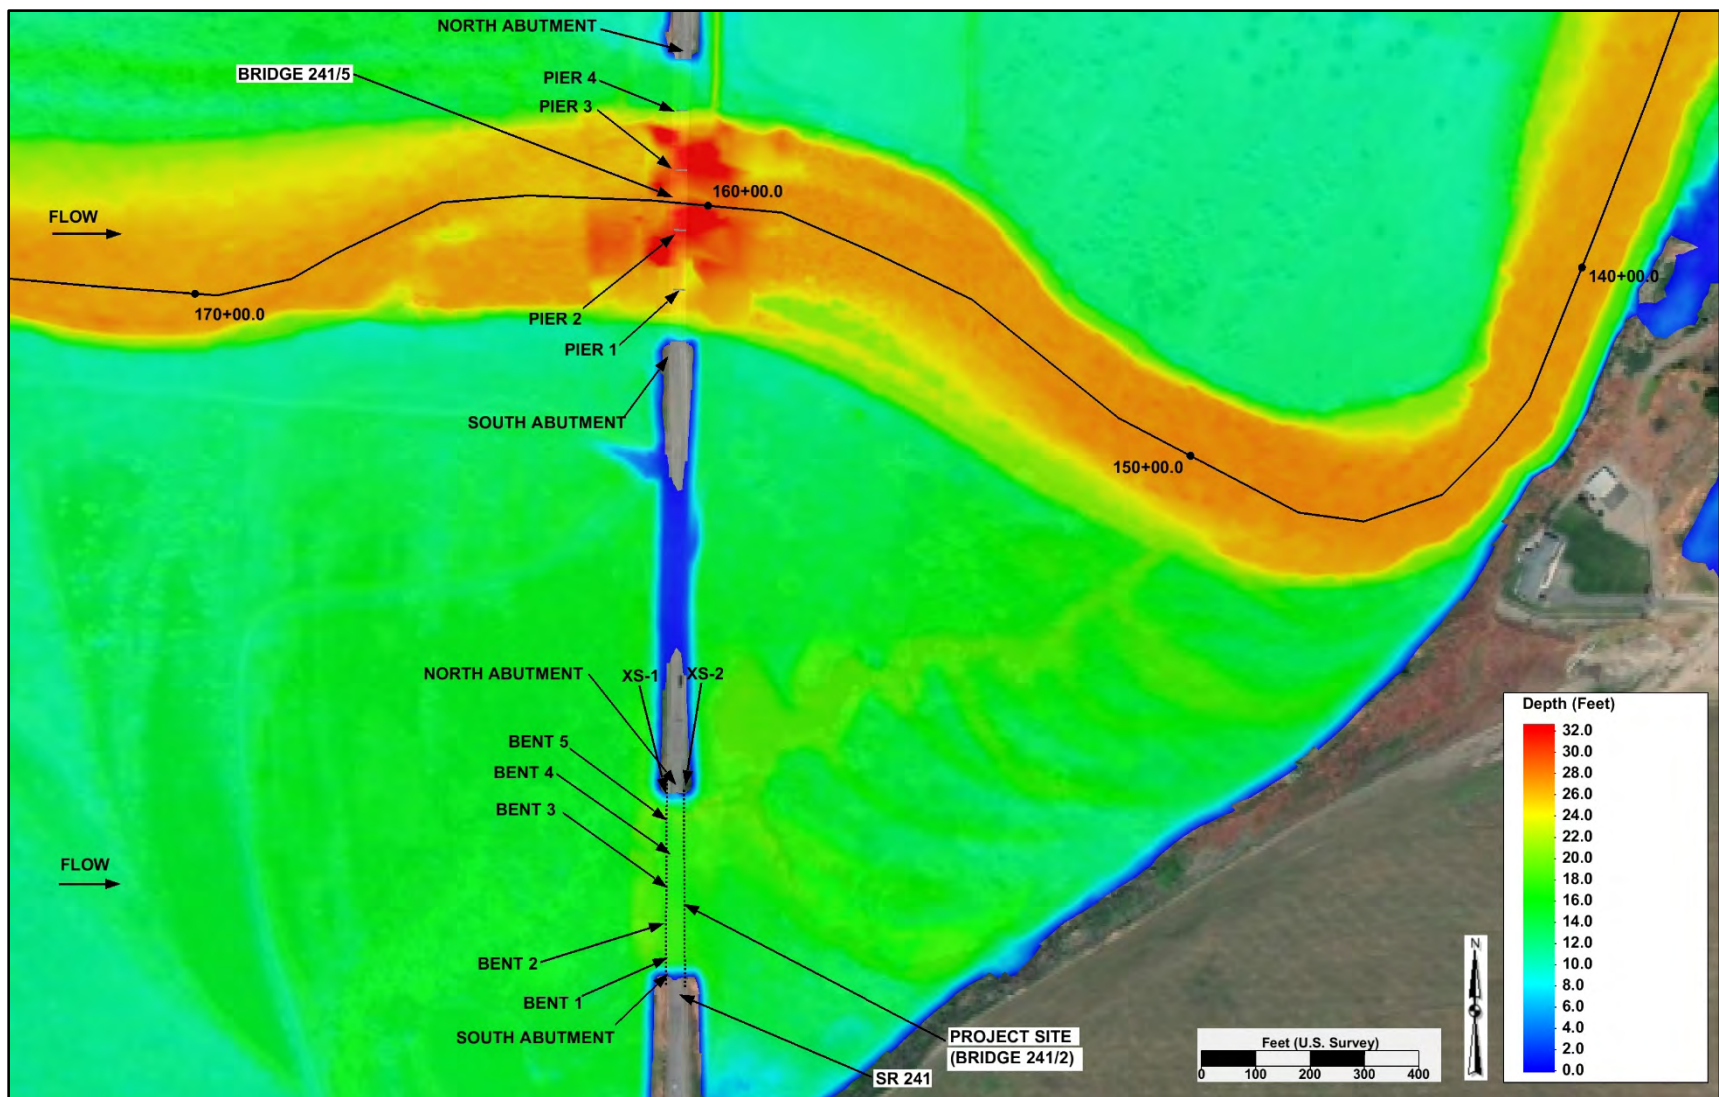 NORTH ABUTMENT
BRIDGE 241/5
PIER 4
PIER 3
160+00.0
FLOW
170+00.0
PIER 2
PIER 1
140+00.0
SOUTH ABUTMENT
150+00.0
NORTH ABUTMENT
XS-1
XS-2
BENT 5
BENT 4
BENT 3
FLOW
BENT 2
BENT 1
SOUTH ABUTMENT
PROJECT SITE
(BRIDGE 241/2)
SR 241
Depth (Feet)
32.0
30.0
28.0
26.0
24.0
22.0
20.0
18.0
16.0
14.0
12.0
10.0
8.0
6.0
4.0
2.0
0.0
N
Feet (U.S. Survey)
0 100 200 300 400